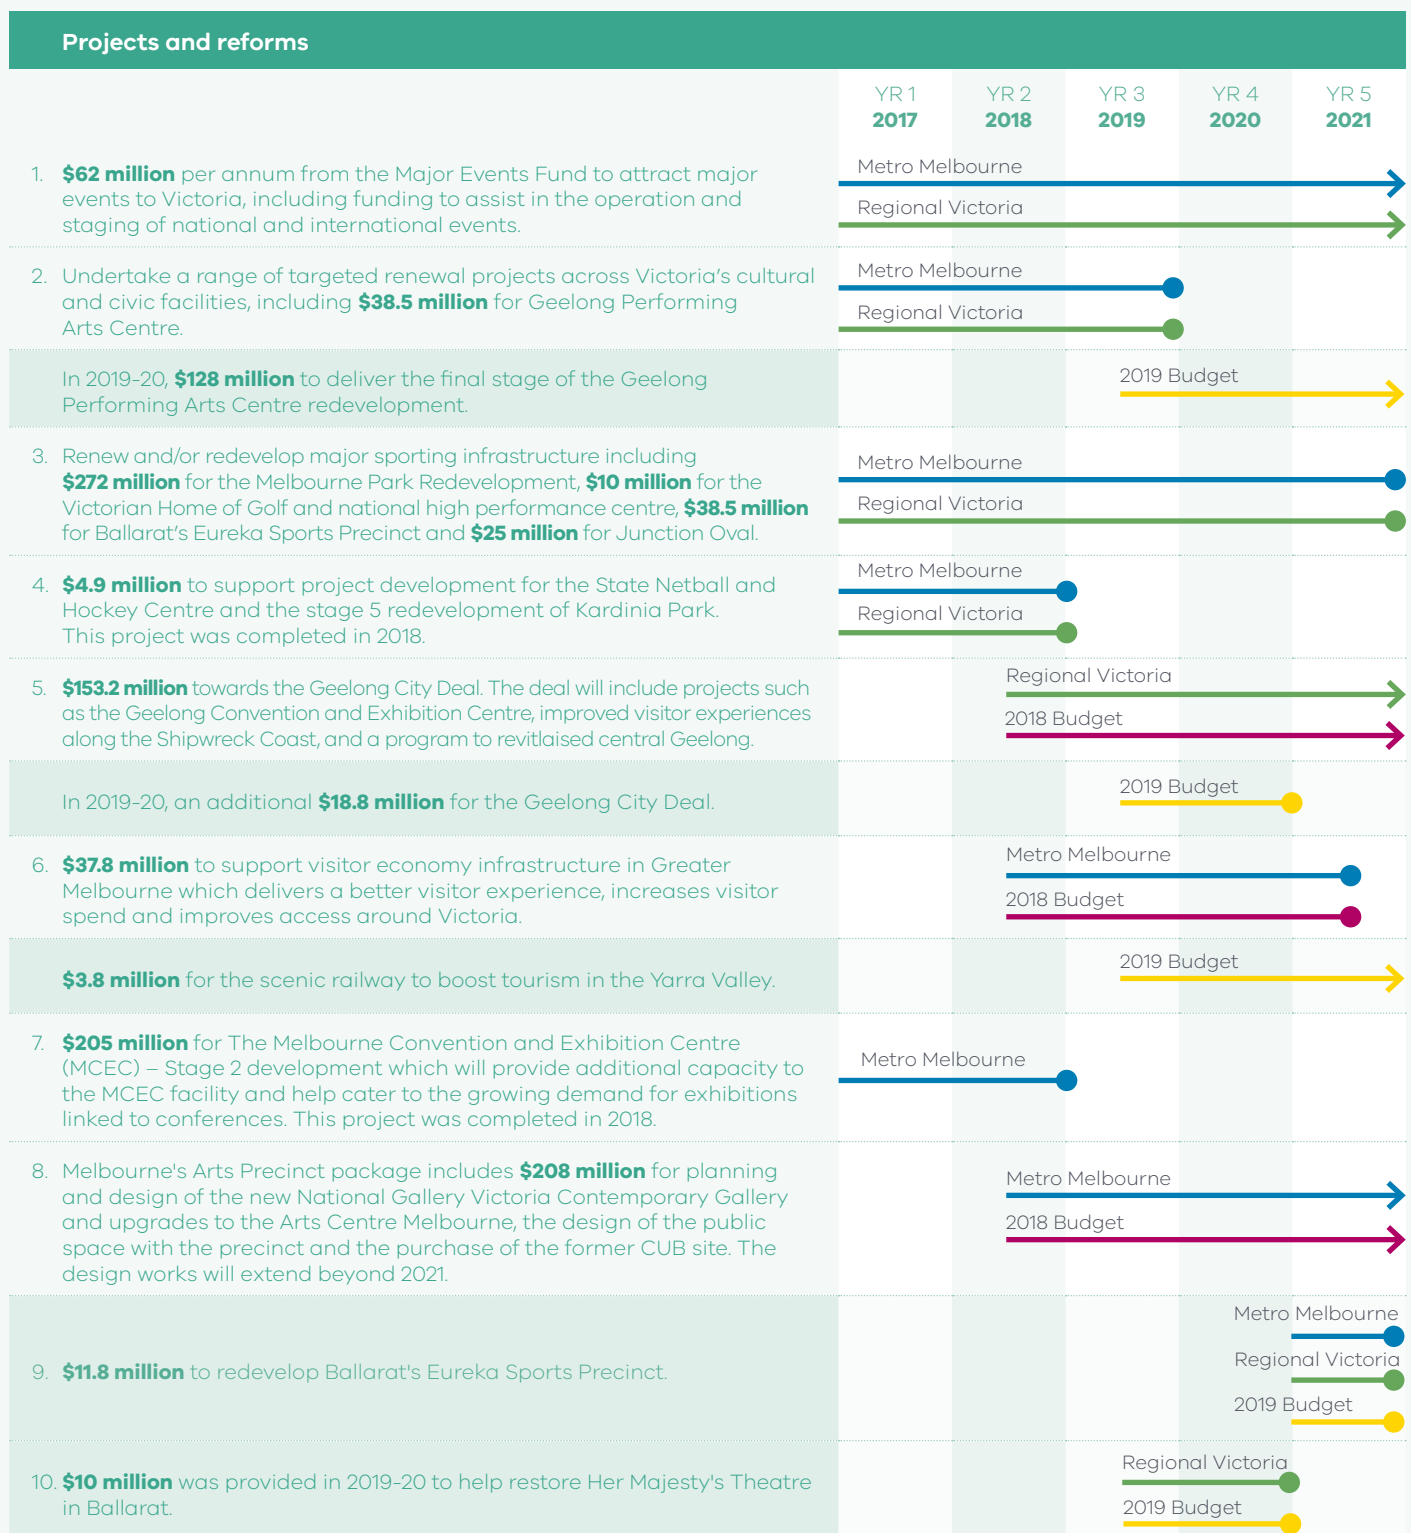 Projects and reforms
YR 1 YR 2 YR 3 YR 4 YR 5
2017 2018 2019 2020 2021
1. $62 million per annum from the Major Events Fund to attract major
events to Victoria, including funding to assist in the operation and
staging of national and international events.
Metro Melbourne
Regional Victoria
2. Undertake a range of targeted renewal projects across Victoria's cultural
and civic facilities, including $38.5 million for Geelong Performing
Arts Centre.
Metro Melbourne
Regional Victoria
In 2019-20, $128 million to deliver the final stage of the Geelong
Performing Arts Centre redevelopment.
2019 Budget
3. Renew and/or redevelop major sporting infrastructure including
$272 million for the Melbourne Park Redevelopment, $10 million for the
Victorian Home of Golf and national high performance centre, $38.5 million
for Ballarat's Eureka Sports Precinct and $25 million for Junction Oval.
Metro Melbourne
Regional Victoria
4. $4.9 million to support project development for the State Netball and
Hockey Centre and the stage 5 redevelopment of Kardinia Park.
This project was completed in 2018.
Metro Melbourne
Regional Victoria
5. $153.2 million towards the Geelong City Deal. The deal will include projects such
as the Geelong Convention and Exhibition Centre, improved visitor experiences
along the Shipwreck Coast, and a program to revitlaised central Geelong.
Regional Victoria
2018 Budget
In 2019-20, an additional $18.8 million for the Geelong City Deal.
2019 Budget
6. $37.8 million to support visitor economy infrastructure in Greater
Melbourne which delivers a better visitor experience, increases visitor
spend and improves access around Victoria.
Metro Melbourne
2018 Budget
$3.8 million for the scenic railway to boost tourism in the Yarra Valley.
2019 Budget
7. $205 million for The Melbourne Convention and Exhibition Centre
(MCEC) – Stage 2 development which will provide additional capacity to
the MCEC facility and help cater to the growing demand for exhibitions
linked to conferences. This project was completed in 2018.
Metro Melbourne
8. Melbourne's Arts Precinct package includes $208 million for planning
and design of the new National Gallery Victoria Contemporary Gallery
and upgrades to the Arts Centre Melbourne, the design of the public
space with the precinct and the purchase of the former CUB site. The
design works will extend beyond 2021.
Metro Melbourne
2018 Budget
9. $11.8 million to redevelop Ballarat's Eureka Sports Precinct.
Metro Melbourne
Regional Victoria
2019 Budget
10. $10 million was provided in 2019-20 to help restore Her Majesty's Theatre
in Ballarat.
Regional Victoria
2019 Budget